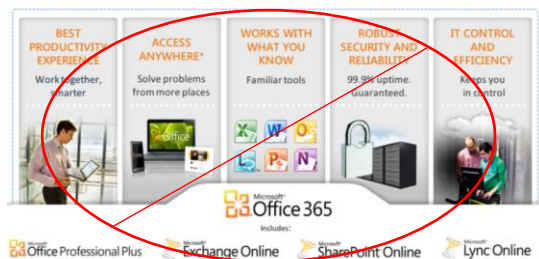 BEST
PRODUCTIVITY
EXPERIENCE
Work together,
smarter
ACCESS
ANYWHERE*
Solve problems
from more places
Office
WORKS WITH
WHAT YOU
KNOW
Familiar tools
ROBUST
SECURITY AND
RELIABILITY
99.9% uptime.
Guaranteed.
IT CONTROL
AND
EFFICIENCY
Keeps you
in control
Microsoft®
Office 365
Includes:
Microsoft®
Office Professional Plus
Microsoft®
Exchange Online
Microsoft®
SharePoint Online
Microsoft®
Lync Online